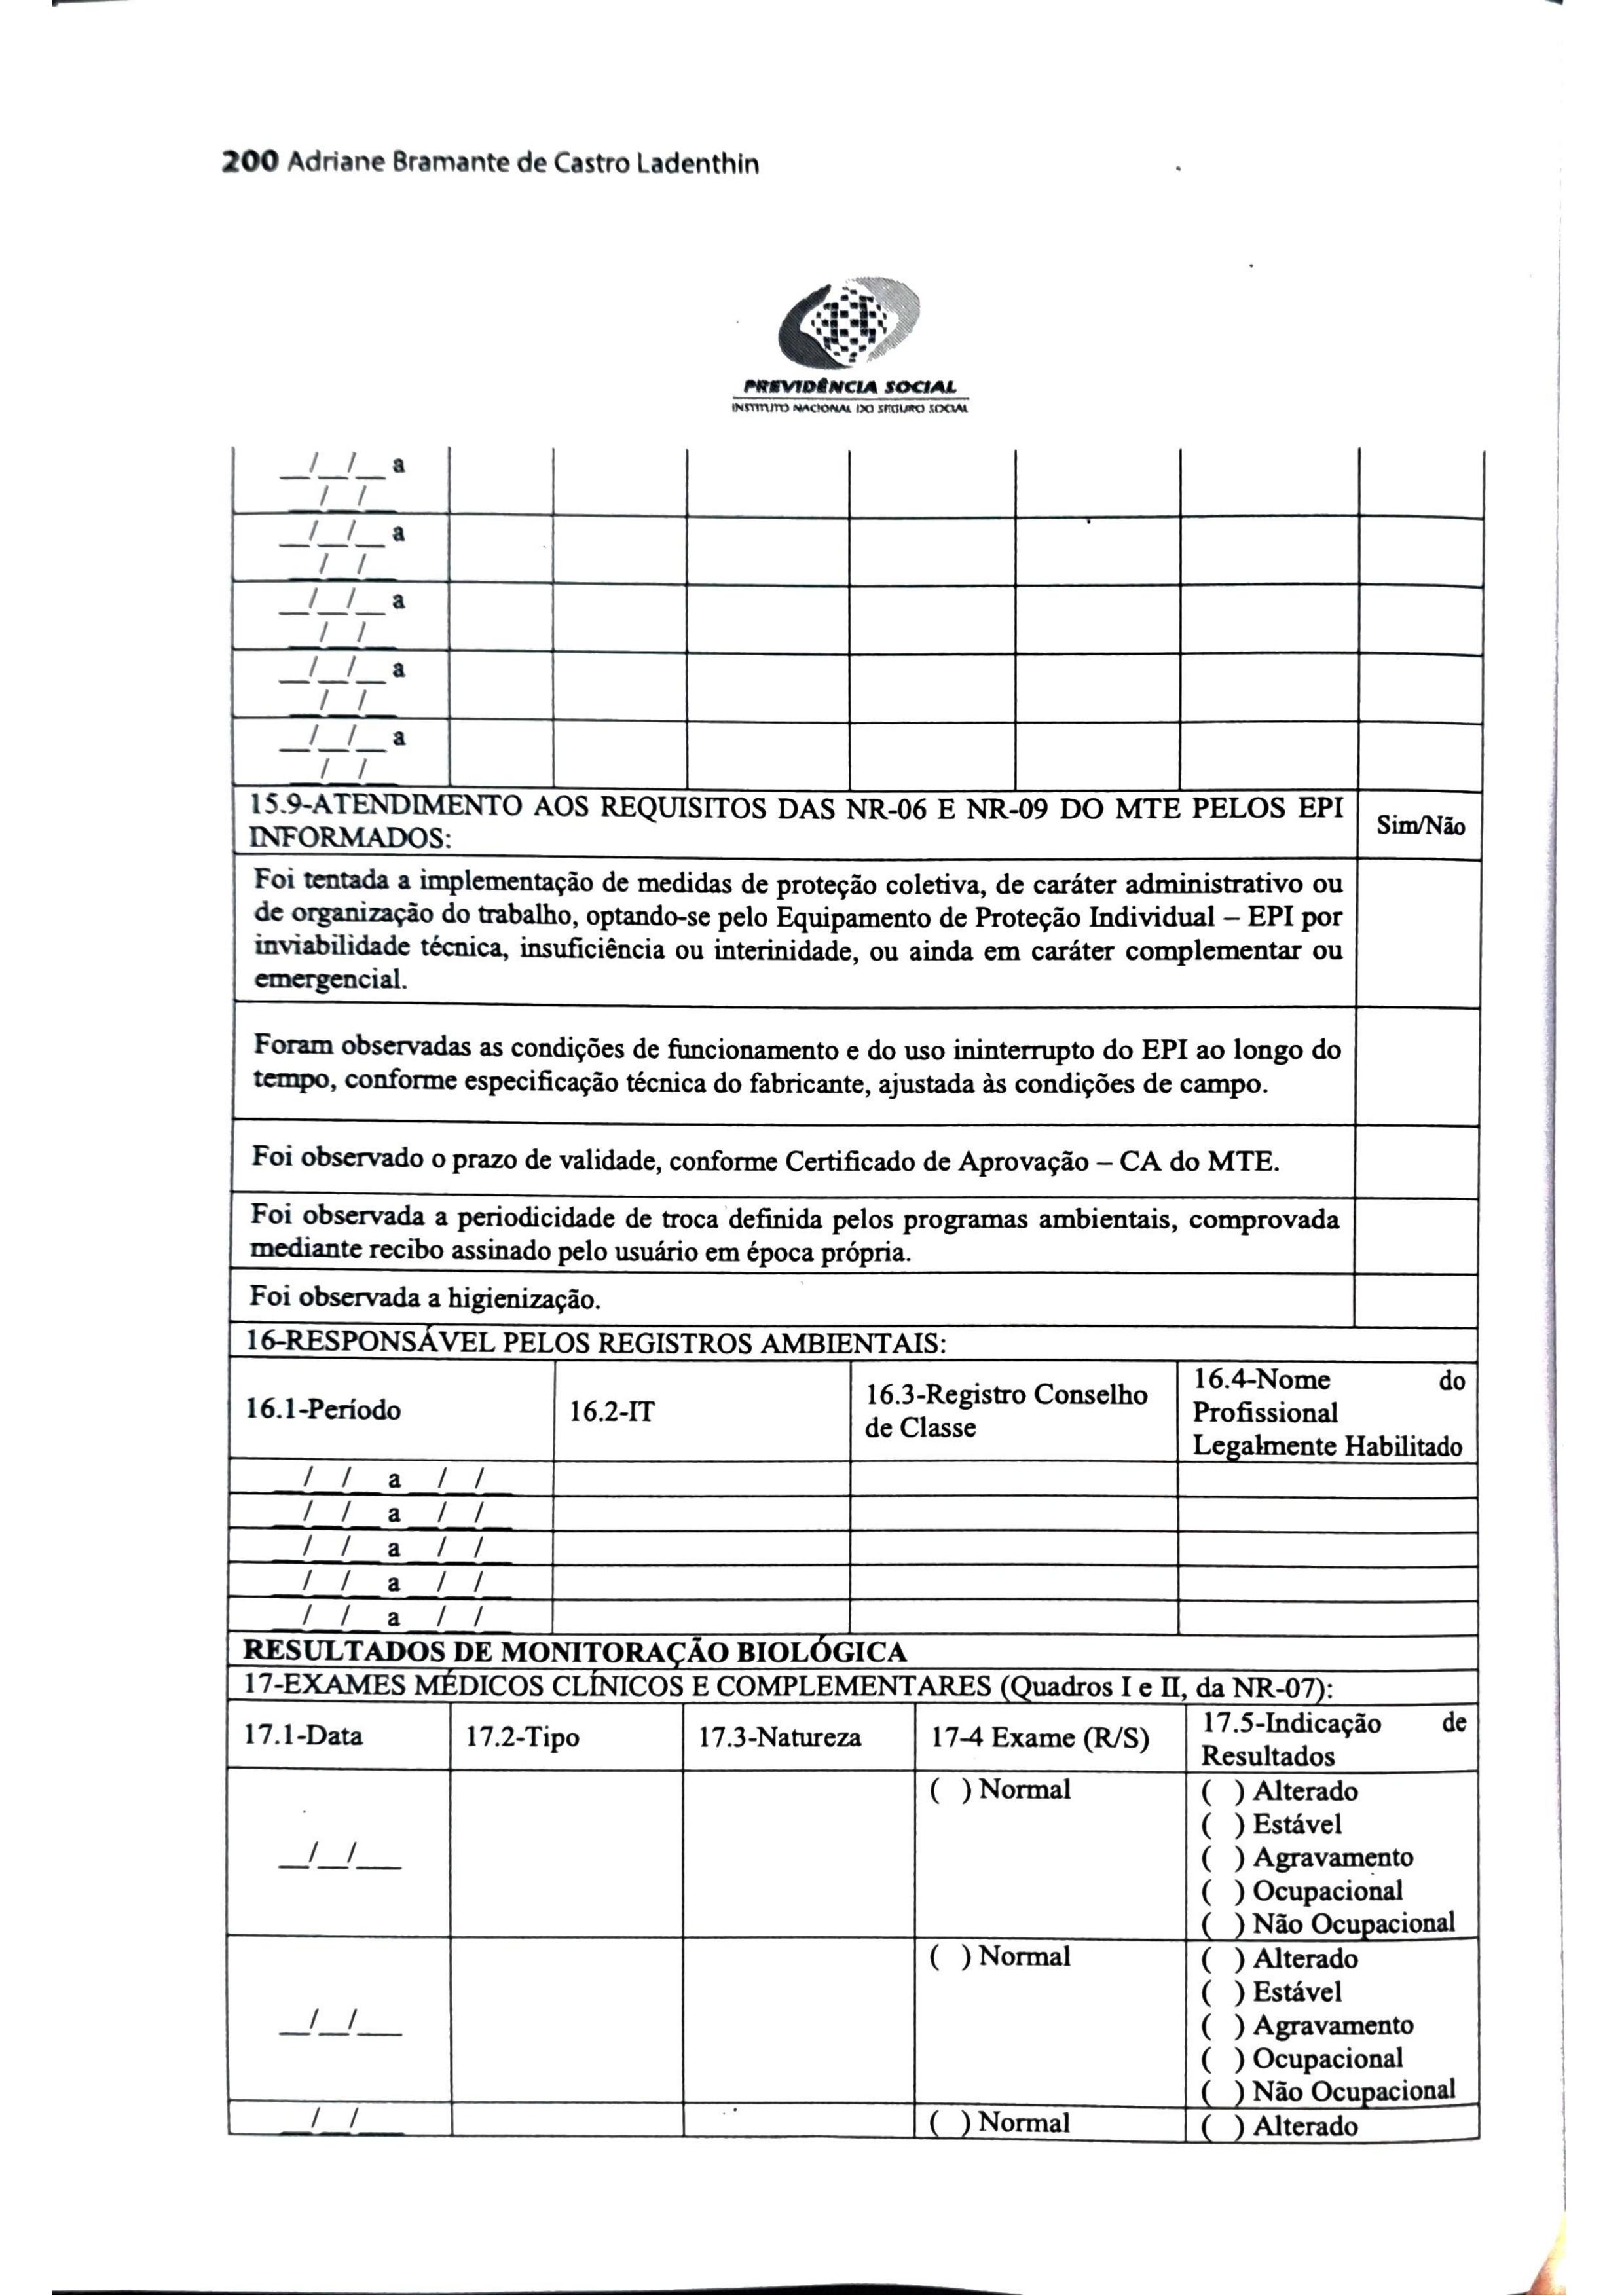 200 Adriane Bramante de Castro Ladenthin
PREVIDÊNCIA SOCIAL
INSTITUTO NACIONAL DO SEGURO SOCIAL
__/__/__ a
__/__/__
__/__/__ a
__/__/__
__/__/__ a
__/__/__
__/__/__ a
__/__/__
__/__/__ a
__/__/__
15.9-ATENDIMENTO AOS REQUISITOS DAS NR-06 E NR-09 DO MTE PELOS EPI
INFORMADOS:
Sim/Não
Foi tentada a implementação de medidas de proteção coletiva, de caráter administrativo ou
de organização do trabalho, optando-se pelo Equipamento de Proteção Individual – EPI por
inviabilidade técnica, insuficiência ou interinidade, ou ainda em caráter complementar ou
emergencial.
Foram observadas as condições de funcionamento e do uso ininterrupto do EPI ao longo do
tempo, conforme especificação técnica do fabricante, ajustada às condições de campo.
Foi observado o prazo de validade, conforme Certificado de Aprovação – CA do MTE.
Foi observada a periodicidade de troca definida pelos programas ambientais, comprovada
mediante recibo assinado pelo usuário em época própria.
Foi observada a higienização.
16-RESPONSÁVEL PELOS REGISTROS AMBIENTAIS:
16.1-Período
16.2-IT
16.3-Registro Conselho
de Classe
16.4-Nome do
Profissional
Legalmente Habilitado
__/__/__ a __/__/__
__/__/__ a __/__/__
__/__/__ a __/__/__
__/__/__ a __/__/__
__/__/__ a __/__/__
RESULTADOS DE MONITORAÇÃO BIOLÓGICA
17-EXAMES MÉDICOS CLÍNICOS E COMPLEMENTARES (Quadros I e II, da NR-07):
17.1-Data
17.2-Tipo
17.3-Natureza
17-4 Exame (R/S)
17.5-Indicação de
Resultados
__/__/___
( ) Normal
( ) Alterado
( ) Estável
( ) Agravamento
( ) Ocupacional
( ) Não Ocupacional
__/__/___
( ) Normal
( ) Alterado
( ) Estável
( ) Agravamento
( ) Ocupacional
( ) Não Ocupacional
__/__/___
( ) Normal
( ) Alterado